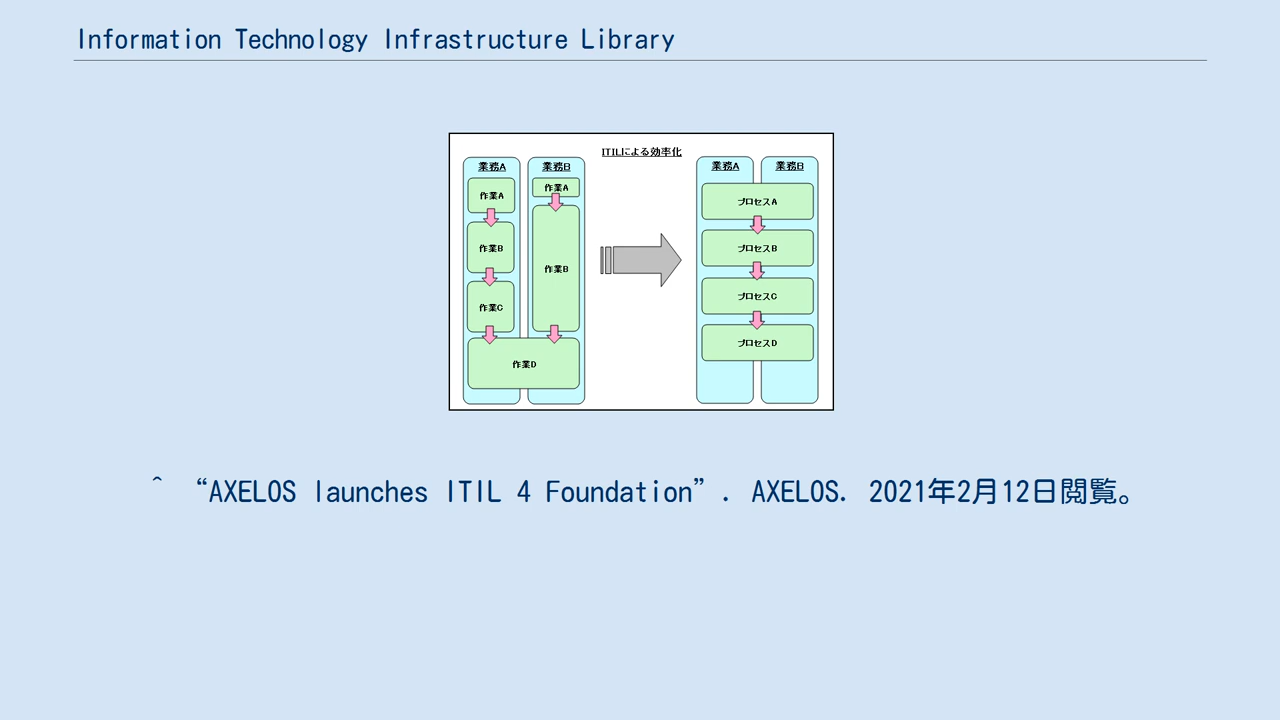 Information Technology Infrastructure Library
ITILによる効率化
業務A
業務B
作業A
作業B
作業C
作業A
作業B
作業D
業務A
業務B
プロセスA
プロセスB
プロセスC
プロセスD
^ “AXELOS launches ITIL 4 Foundation”. AXELOS. 2021年2月12日閲覧。